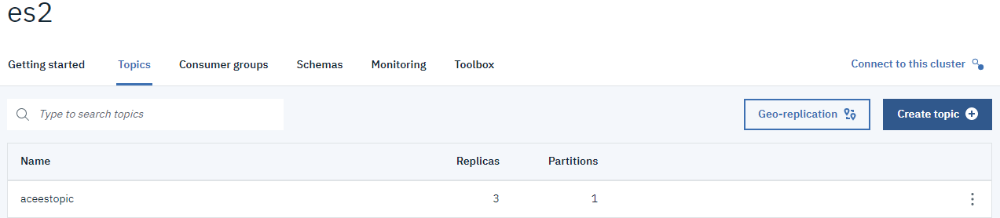 es2
Getting started Topics Consumer groups Schemas Monitoring Toolbox Connect to this cluster
Type to search topics Geo-replication Create topic
Name Replicas Partitions
aceestopic 3 1